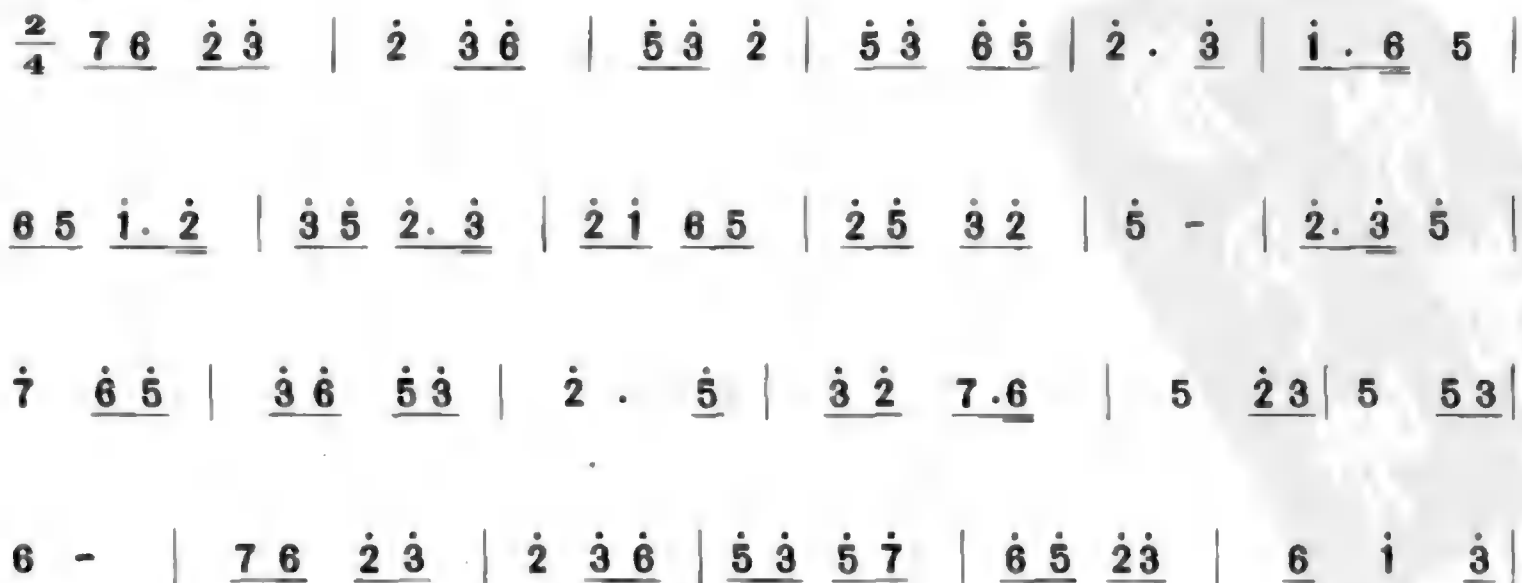 2/4 7 6 2̇ 3̇ | 2̇ 3̇ 6̇ | 5̇ 3̇ 2̇ | 5̇ 3̇ 6̇ 5̇ | 2̇ . 3̇ | 1̇ . 6 5 |
6 5 1̇ . 2̇ | 3̇ 5̇ 2̇ . 3̇ | 2̇ 1̇ 6 5 | 2̇ 5̇ 3̇ 2̇ | 5̇ - | 2̇ . 3̇ 5̇ |
7̇ 6̇ 5̇ | 3̇ 6̇ 5̇ 3̇ | 2̇ . 5̇ | 3̇ 2̇ 7 . 6 | 5 2̇ 3 | 5 5 3 |
6 - | 7 6 2̇ 3̇ | 2̇ 3̇ 6̇ | 5̇ 3̇ 5̇ 7̇ | 6̇ 5̇ 2̇ 3̇ | 6 1̇ 3̇ |